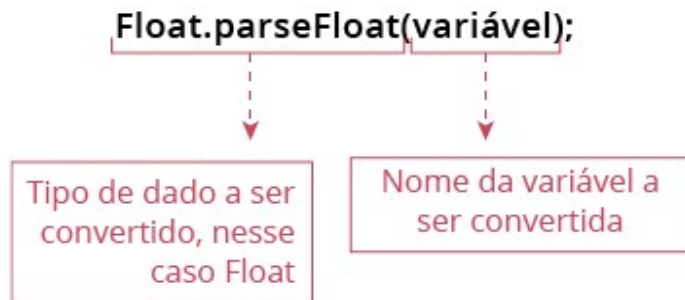 Float.parseFloat(variável);
Tipo de dado a ser
convertido, nesse
caso Float
Nome da variável a
ser convertida